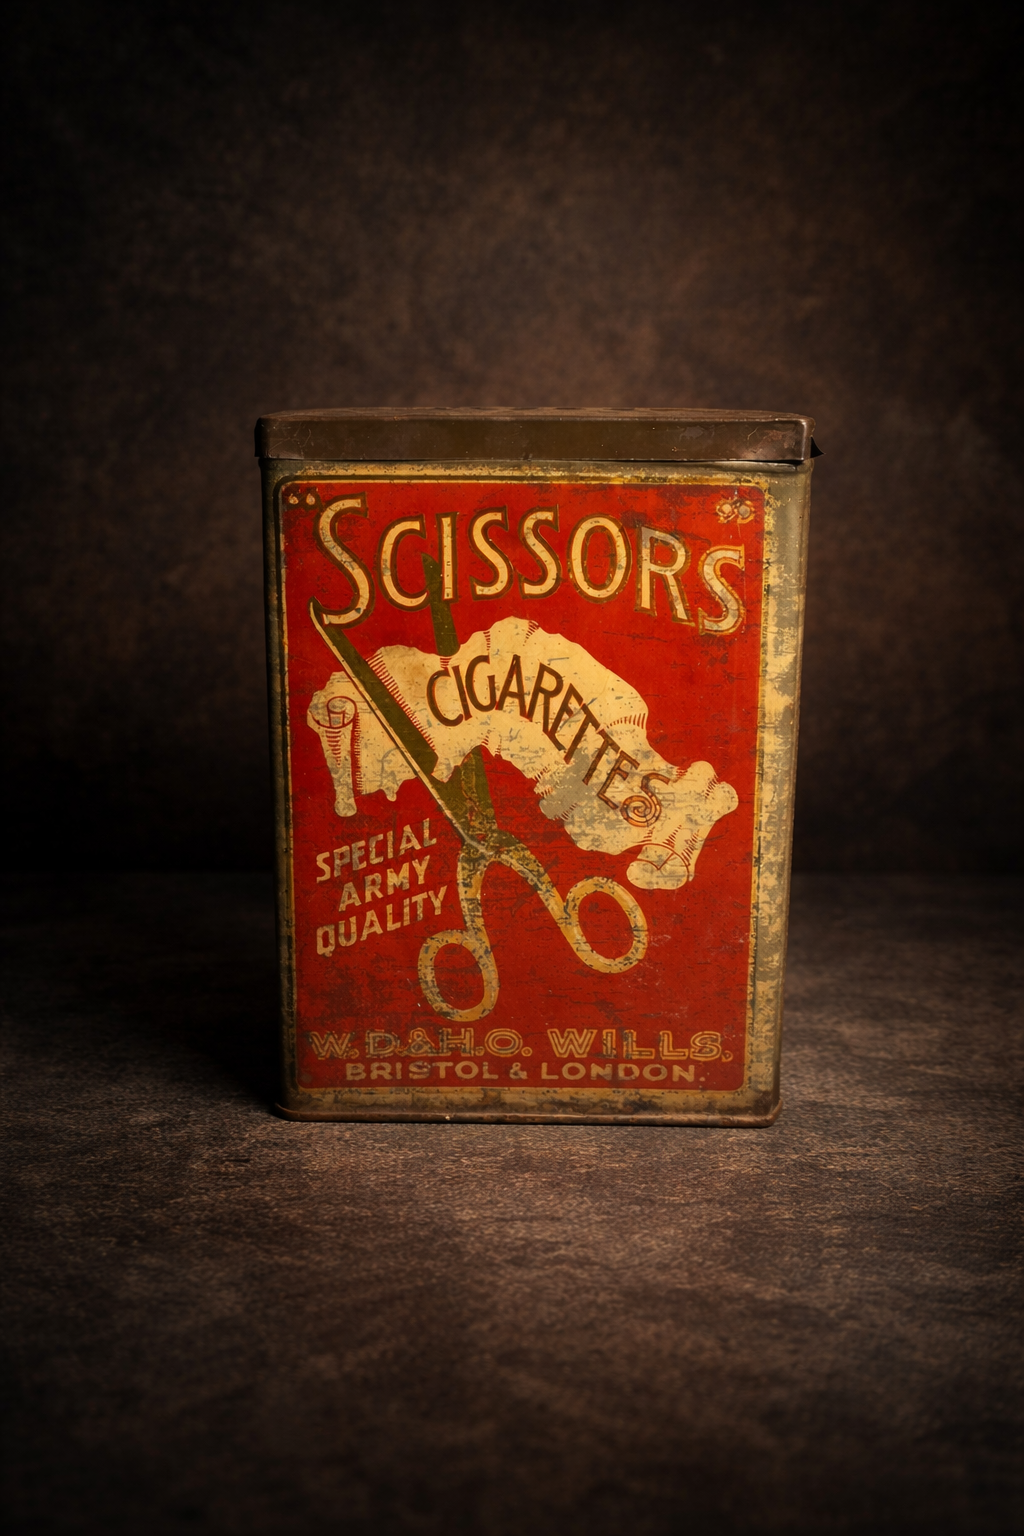 "SCISSORS"
CIGARETTES
SPECIAL
ARMY
QUALITY
W.D.&H.O. WILLS.
BRISTOL & LONDON.